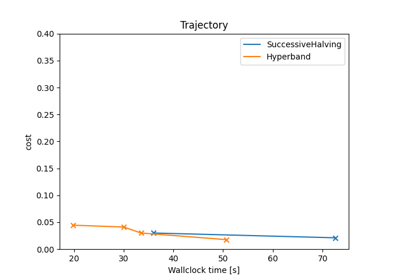 Trajectory
SuccessiveHalving
Hyperband
cost
0.40
0.35
0.30
0.25
0.20
0.15
0.10
0.05
0.00
20 30 40 50 60 70
Wallclock time [s]